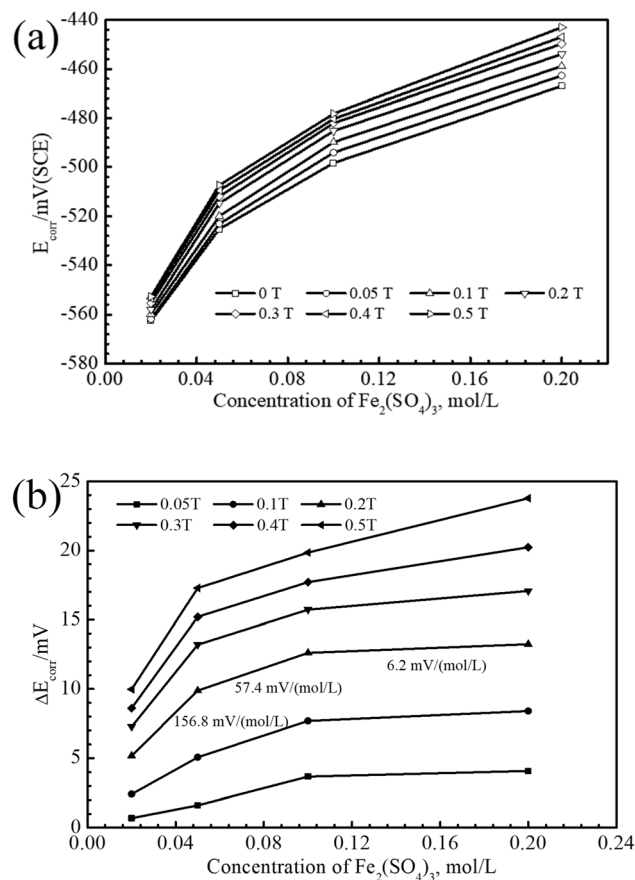 (a)
-440
-460
-480
-500
-520
-540
-560
-580
E_corr/mV(SCE)
0 T 0.05 T 0.1 T 0.2 T
0.3 T 0.4 T 0.5 T
0.00 0.04 0.08 0.12 0.16 0.20
Concentration of Fe₂(SO₄)₃, mol/L
(b)
25
20
15
10
5
0
ΔE_corr/mV
0.05T 0.1T 0.2T
0.3T 0.4T 0.5T
6.2 mV/(mol/L)
57.4 mV/(mol/L)
156.8 mV/(mol/L)
0.00 0.04 0.08 0.12 0.16 0.20 0.24
Concentration of Fe₂(SO₄)₃, mol/L